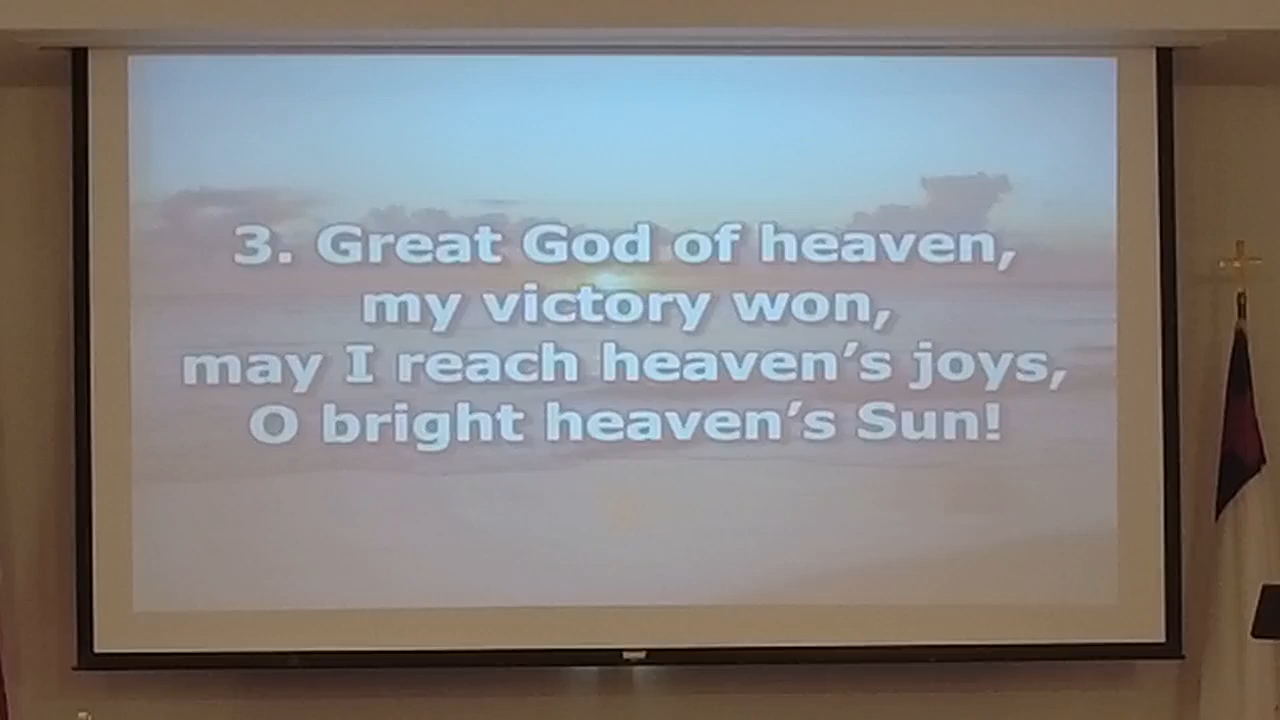 3. Great God of heaven,
my victory won,
may I reach heaven’s joys,
O bright heaven’s Sun!